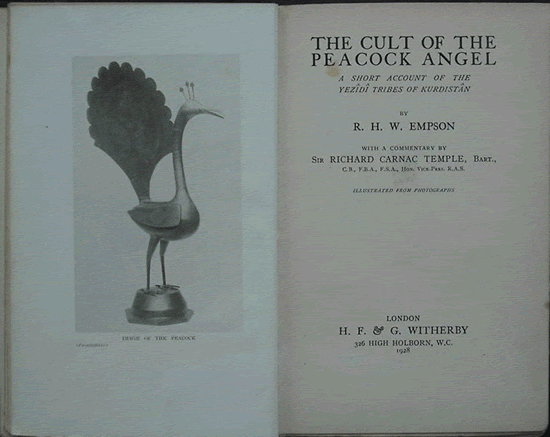 IMAGE OF THE PEACOCK
(Frontispiece)
THE CULT OF THE
PEACOCK ANGEL
A SHORT ACCOUNT OF THE
YEZÎDÎ TRIBES OF KURDISTÂN
BY
R. H. W. EMPSON
WITH A COMMENTARY BY
SIR RICHARD CARNAC TEMPLE, BART.,
C.B., F.B.A., F.S.A., HON. VICE-PRES. R.A.S.
ILLUSTRATED FROM PHOTOGRAPHS
LONDON
H. F. & G. WITHERBY
326 HIGH HOLBORN, W.C.
1928